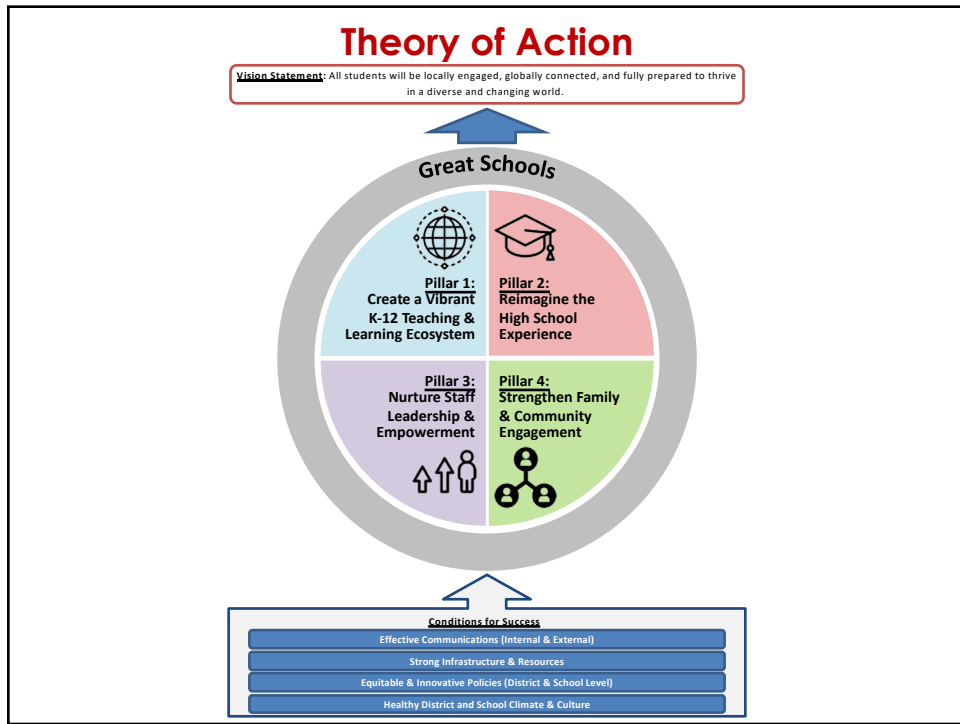 Theory of Action
Vision Statement: All students will be locally engaged, globally connected, and fully prepared to thrive
in a diverse and changing world.
Great Schools
Pillar 1:
Create a Vibrant
K-12 Teaching &
Learning Ecosystem
Pillar 2:
Reimagine the
High School
Experience
Pillar 3:
Nurture Staff
Leadership &
Empowerment
Pillar 4:
Strengthen Family
& Community
Engagement
Conditions for Success
Effective Communications (Internal & External)
Strong Infrastructure & Resources
Equitable & Innovative Policies (District & School Level)
Healthy District and School Climate & Culture